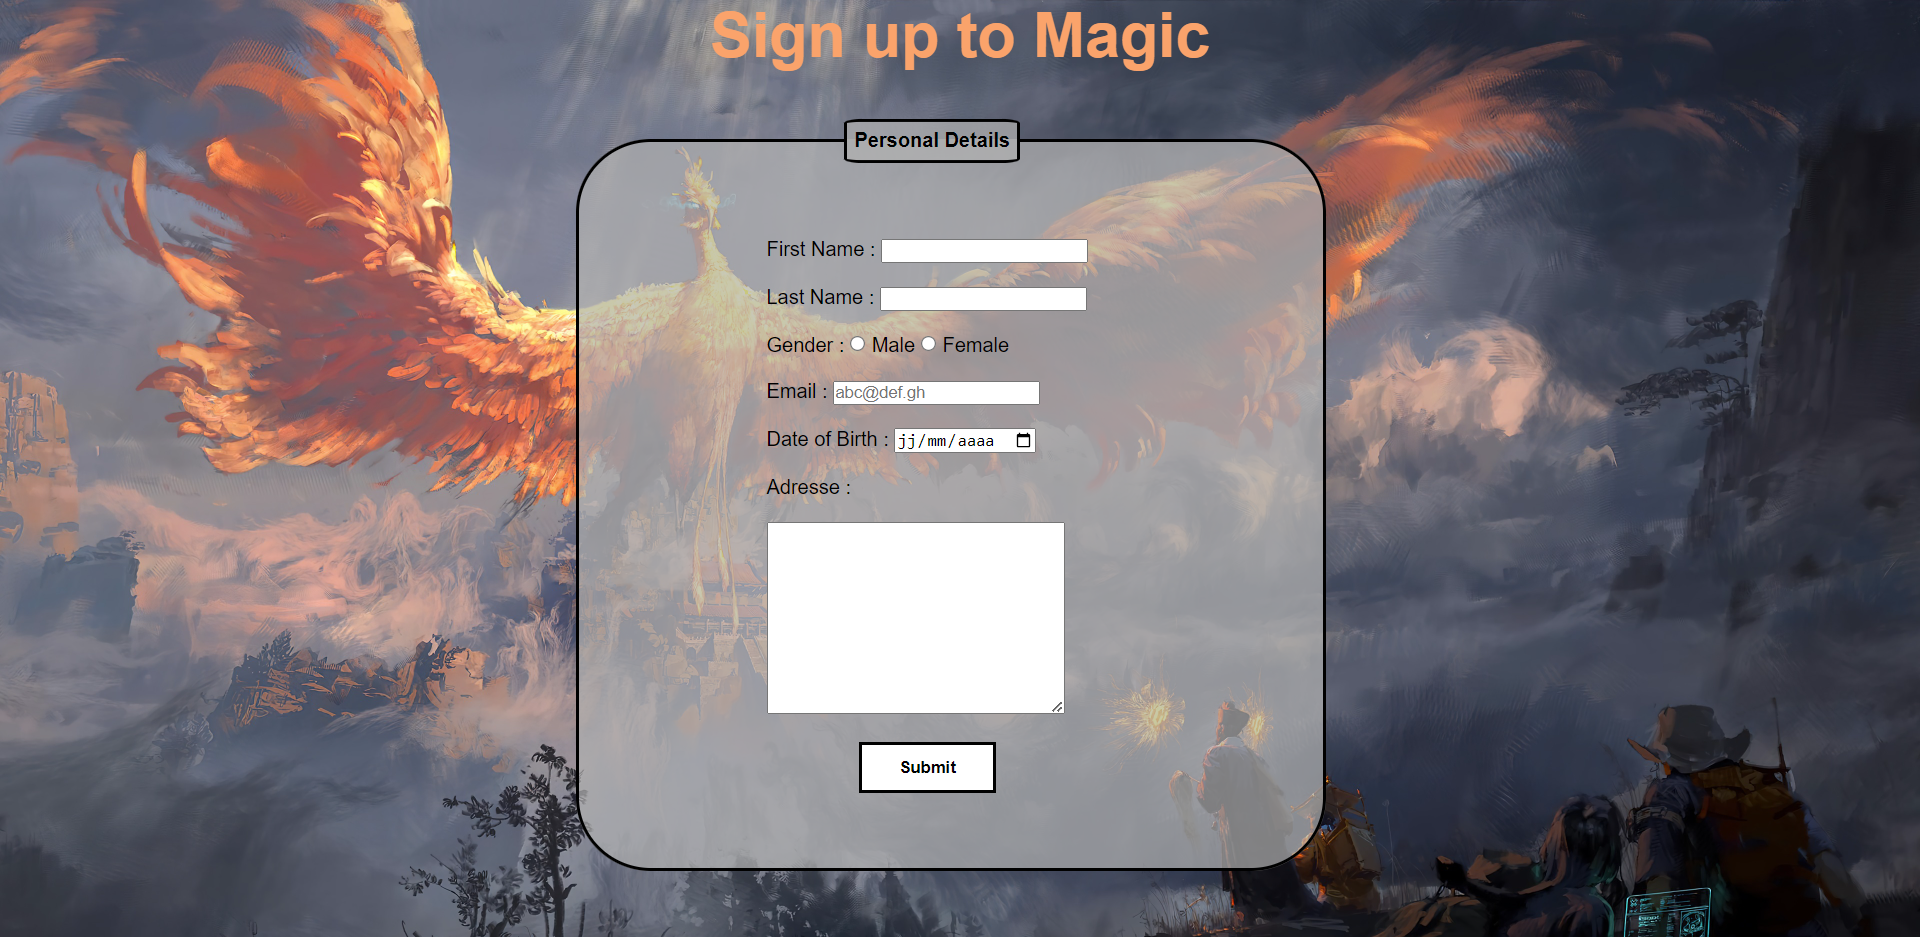 Sign up to Magic
Personal Details
First Name :
Last Name :
Gender : Male Female
Email : abc@def.gh
Date of Birth : jj/mm/aaaa
Adresse :
Submit